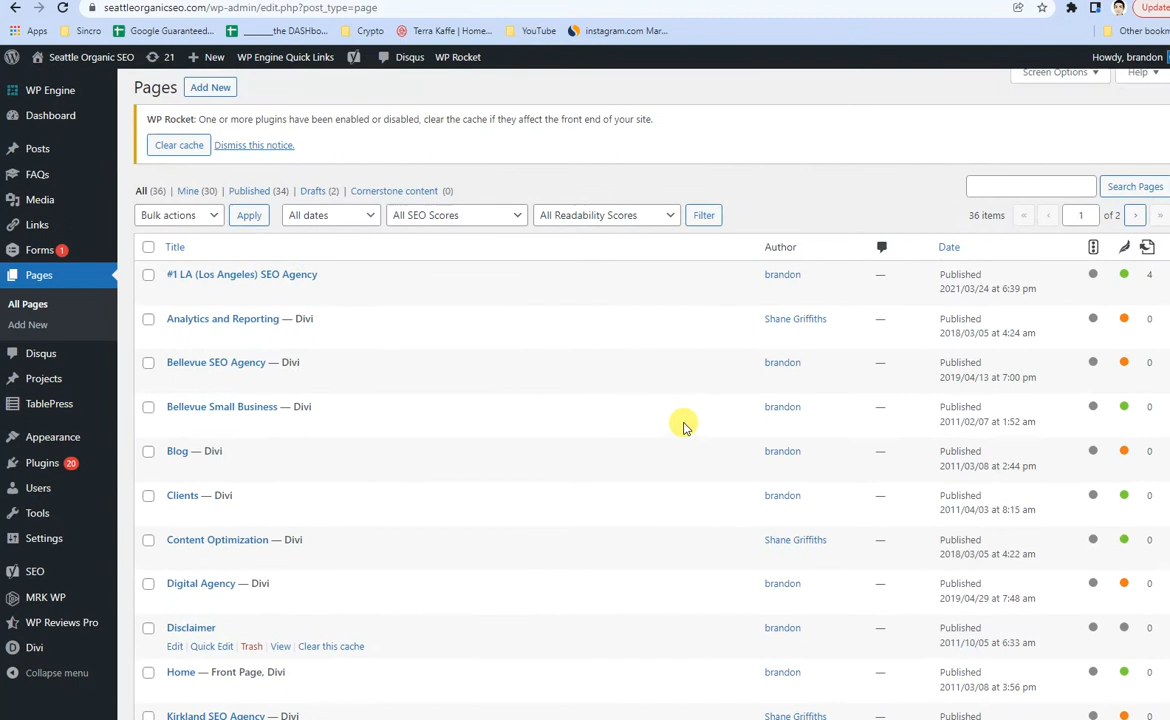 seattleorganicseo.com/wp-admin/edit.php?post_type=page
Update
Apps Sincro Google Guaranteed... ______the DASHbo... Crypto Terra Kaffe | Home... YouTube instagram.com Mar... Other bookm
Seattle Organic SEO 21 New WP Engine Quick Links Disqus WP Rocket Howdy, brandon
WP Engine
Dashboard
Posts
FAQs
Media
Links
Forms 1
Pages
All Pages
Add New
Disqus
Projects
TablePress
Appearance
Plugins 20
Users
Tools
Settings
SEO
MRK WP
WP Reviews Pro
Divi
Collapse menu
Pages Add New Screen Options Help
WP Rocket: One or more plugins have been enabled or disabled, clear the cache if they affect the front end of your site.
Clear cache Dismiss this notice.
All (36) | Mine (30) | Published (34) | Drafts (2) | Cornerstone content (0)
Search Pages
Bulk actions Apply All dates All SEO Scores All Readability Scores Filter 36 items « ‹ 1 of 2 › »
Title Author Date
#1 LA (Los Angeles) SEO Agency brandon — Published 4
2021/03/24 at 6:39 pm
Analytics and Reporting — Divi Shane Griffiths — Published 0
2018/03/05 at 4:24 am
Bellevue SEO Agency — Divi brandon — Published 0
2019/04/13 at 7:00 pm
Bellevue Small Business — Divi brandon — Published 0
2011/02/07 at 1:52 am
Blog — Divi brandon — Published 0
2011/03/08 at 2:44 pm
Clients — Divi brandon — Published 0
2011/04/03 at 8:15 am
Content Optimization — Divi Shane Griffiths — Published 0
2018/03/05 at 4:22 am
Digital Agency — Divi brandon — Published 0
2019/04/29 at 7:48 am
Disclaimer brandon — Published 0
Edit | Quick Edit | Trash | View | Clear this cache 2011/10/05 at 6:33 am
Home — Front Page, Divi brandon — Published 0
2011/03/08 at 3:56 pm
Kirkland SEO Agency — Divi Shane Griffiths — Published 0